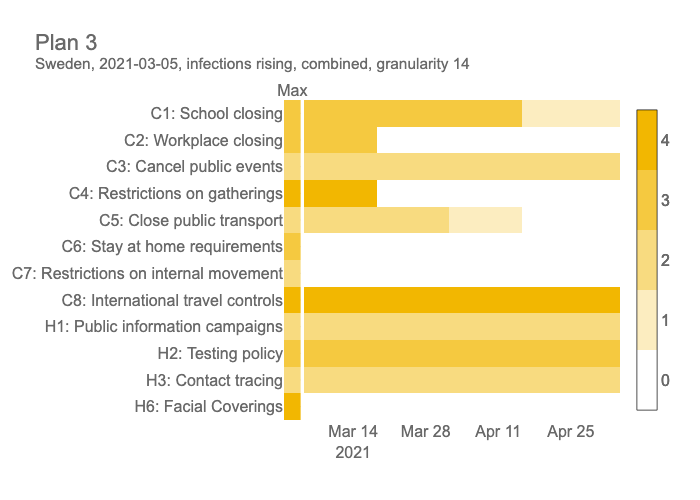 Plan 3
Sweden, 2021-03-05, infections rising, combined, granularity 14
Max
C1: School closing
C2: Workplace closing
C3: Cancel public events
C4: Restrictions on gatherings
C5: Close public transport
C6: Stay at home requirements
C7: Restrictions on internal movement
C8: International travel controls
H1: Public information campaigns
H2: Testing policy
H3: Contact tracing
H6: Facial Coverings
Mar 14 Mar 28 Apr 11 Apr 25
2021
4
3
2
1
0